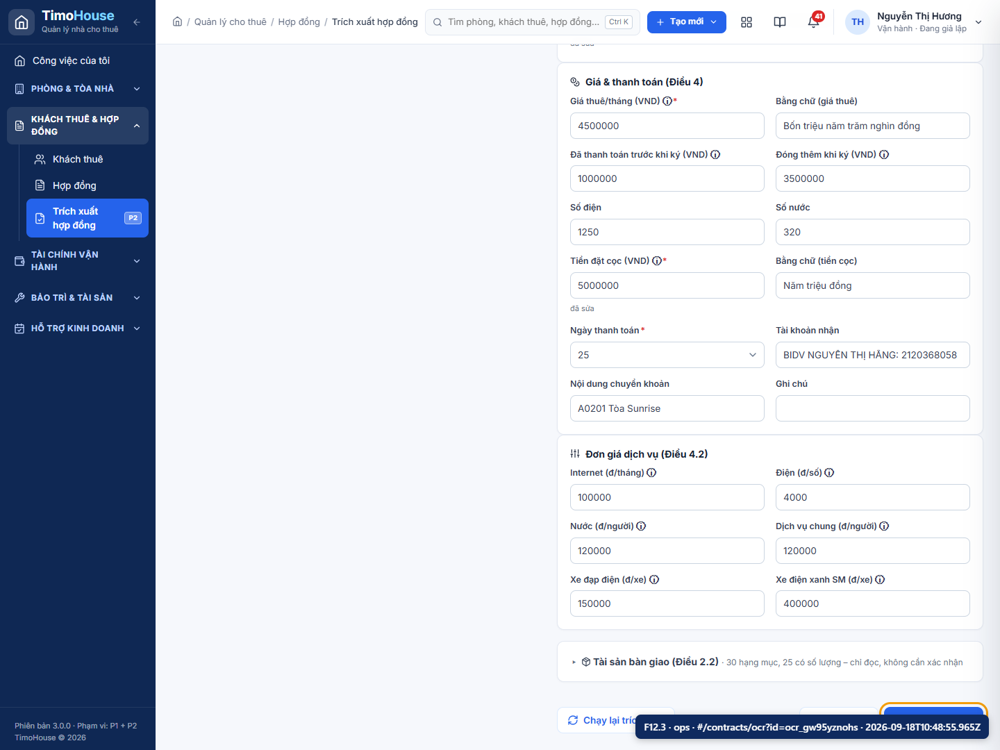 TimoHouse
Quản lý nhà cho thuê
Công việc của tôi
PHÒNG & TÒA NHÀ
KHÁCH THUÊ & HỢP
ĐỒNG
Khách thuê
Hợp đồng
Trích xuất
hợp đồng
P2
TÀI CHÍNH VẬN
HÀNH
BẢO TRÌ & TÀI SẢN
HỖ TRỢ KINH DOANH
Phiên bản 3.0.0 · Phạm vi: P1 + P2
TimoHouse © 2026
/ Quản lý nhà cho thuê / Hợp đồng / Trích xuất hợp đồng
Tìm phòng, khách thuê, hợp đồng... Ctrl K
Tạo mới
41
TH
Nguyễn Thị Hương
Vận hành · Đang giả lập
đã sửa
Giá & thanh toán (Điều 4)
Giá thuê/tháng (VND) * Bằng chữ (giá thuê)
4500000 Bốn triệu năm trăm nghìn đồng
Đã thanh toán trước khi ký (VND) Đóng thêm khi ký (VND)
1000000 3500000
Số điện Số nước
1250 320
Tiền đặt cọc (VND) * Bằng chữ (tiền cọc)
5000000 Năm triệu đồng
đã sửa
Ngày thanh toán * Tài khoản nhận
25 BIDV NGUYỄN THỊ HẰNG: 2120368058
Nội dung chuyển khoản Ghi chú
A0201 Tòa Sunrise
Đơn giá dịch vụ (Điều 4.2)
Internet (đ/tháng) Điện (đ/số)
100000 4000
Nước (đ/người) Dịch vụ chung (đ/người)
120000 120000
Xe đạp điện (đ/xe) Xe điện xanh SM (đ/xe)
150000 400000
Tài sản bàn giao (Điều 2.2) · 30 hạng mục, 25 có số lượng – chỉ đọc, không cần xác nhận
Chạy lại
F12.3 · ops · #/contracts/ocr?id=ocr_gw95yznohs · 2026-09-18T10:48:55.965Z